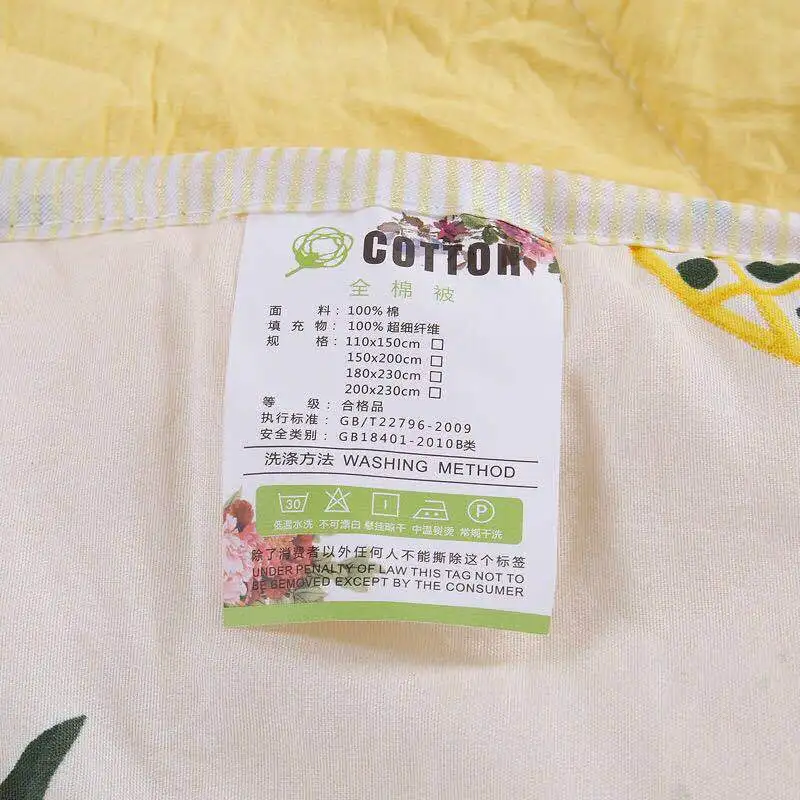 COTTON
全棉被
面 料：100% 棉
填 充 物：100% 超细纤维
规 格：110x150cm
150x200cm
180x230cm
200x230cm
等 级：合格品
执行标准：GB/T22796-2009
安全类别：GB18401-2010B类
洗涤方法 WASHING METHOD
30 P
低温水洗 不可漂白 悬挂晾干 中温熨烫 常规干洗
除了消费者以外任何人不能撕除这个标签
UNDER PENALTY OF LAW THIS TAG NOT TO
BE REMOVED EXCEPT BY THE CONSUMER